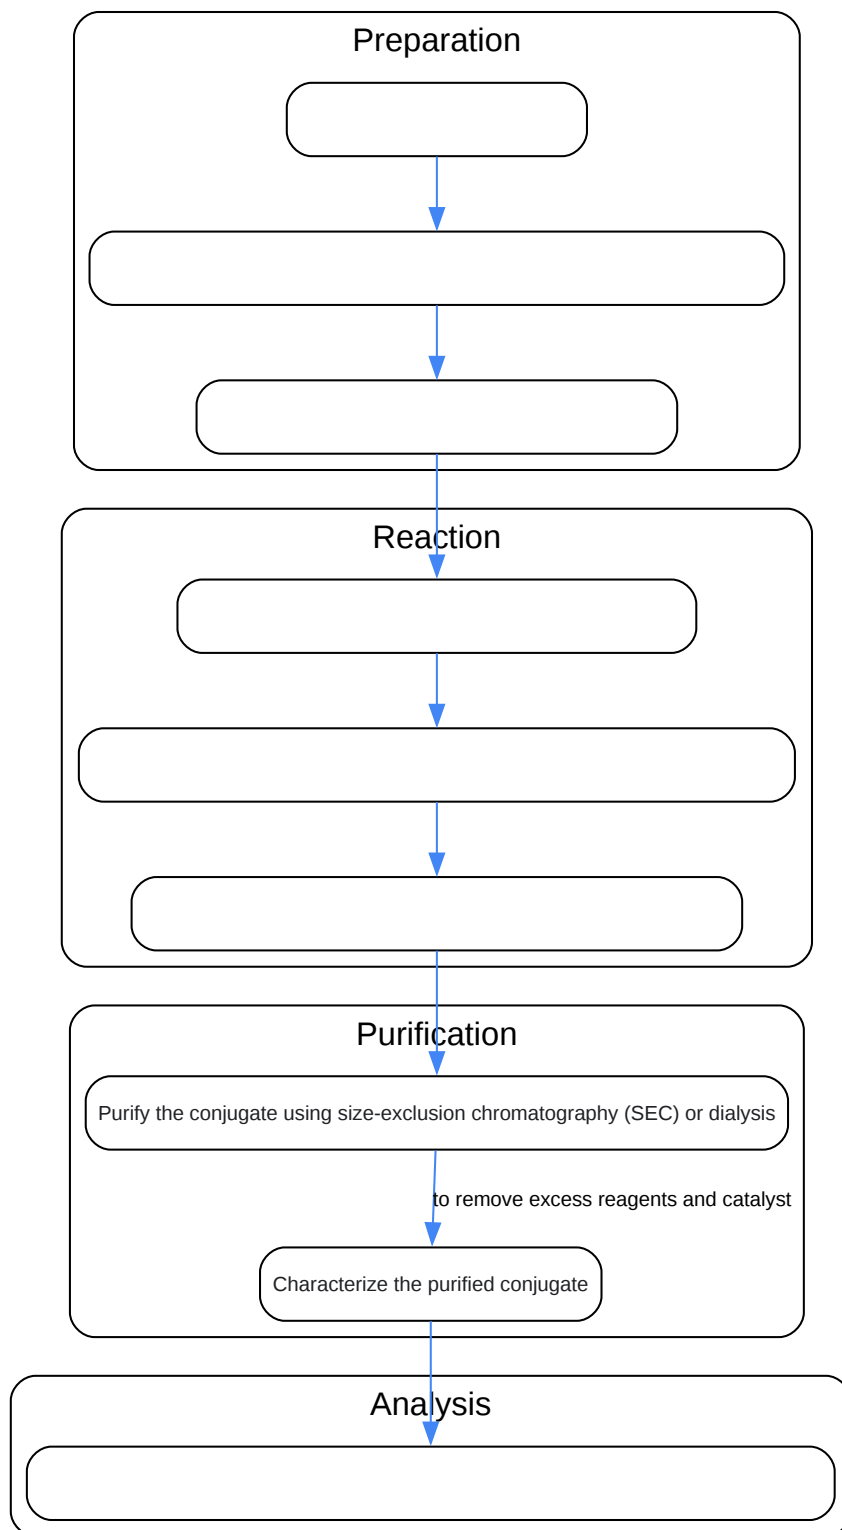 Preparation
Reaction
Purification
Purify the conjugate using size-exclusion chromatography (SEC) or dialysis
to remove excess reagents and catalyst
Characterize the purified conjugate
Analysis